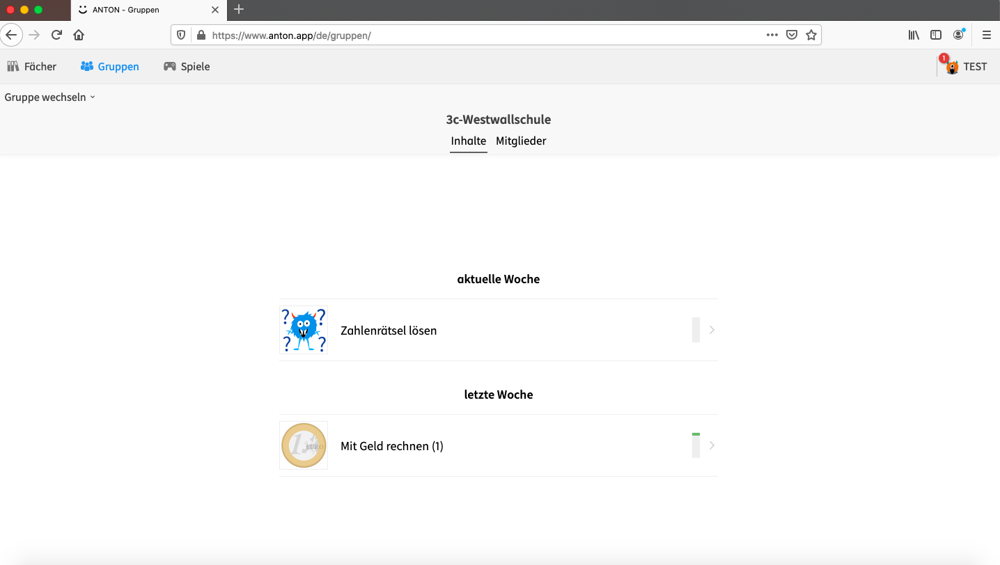 ANTON - Gruppen
https://www.anton.app/de/gruppen/
Fächer Gruppen Spiele
1 TEST
Gruppe wechseln
3c-Westwallschule
Inhalte Mitglieder
aktuelle Woche
? ? ? ?
Zahlenrätsel lösen
letzte Woche
1 EURO
Mit Geld rechnen (1)